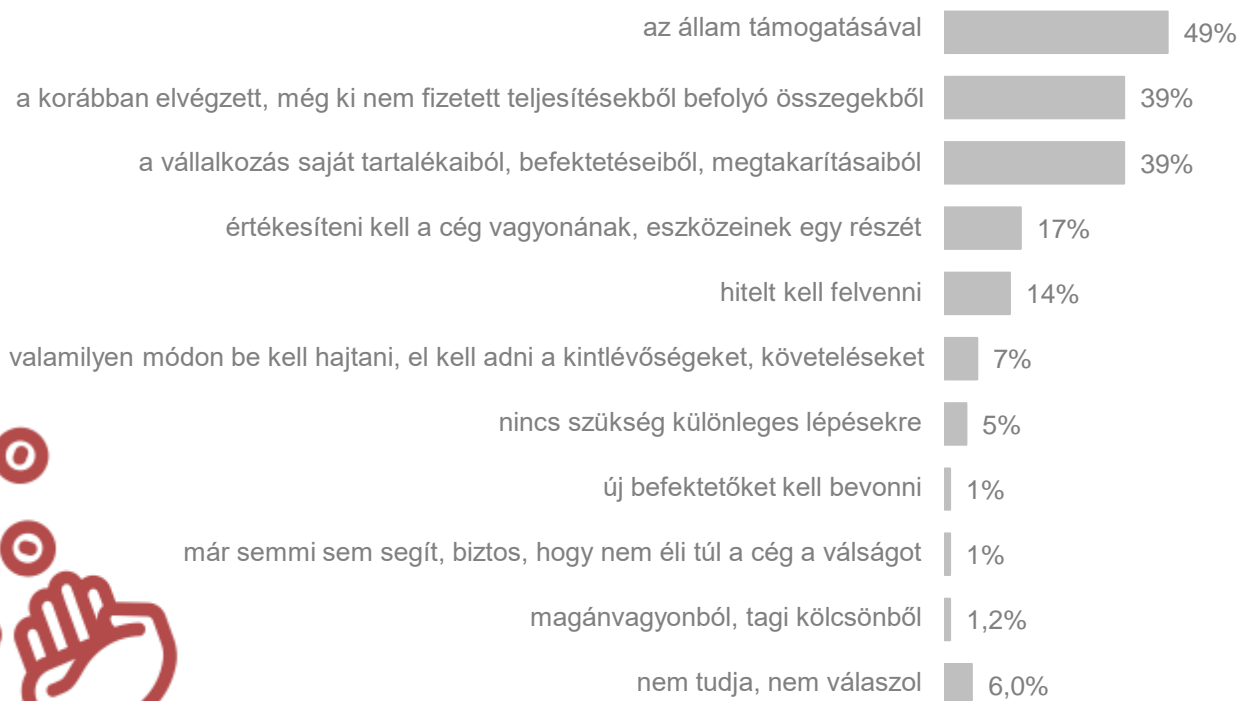 az állam támogatásával 49%
a korábban elvégzett, még ki nem fizetett teljesítésekből befolyó összegekből 39%
a vállalkozás saját tartalékaiból, befektetéseiből, megtakarításaiból 39%
értékesíteni kell a cég vagyonának, eszközeinek egy részét 17%
hitelt kell felvenni 14%
valamilyen módon be kell hajtani, el kell adni a kintlévőségeket, követeléseket 7%
nincs szükség különleges lépésekre 5%
új befektetőket kell bevonni 1%
már semmi sem segít, biztos, hogy nem éli túl a cég a válságot 1%
magánvagyonból, tagi kölcsönből 1,2%
nem tudja, nem válaszol 6,0%